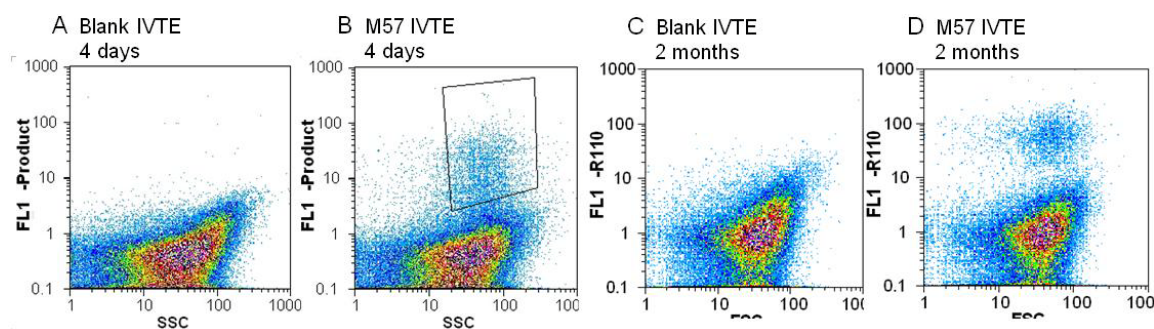 A Blank IVTE
4 days
B M57 IVTE
4 days
C Blank IVTE
2 months
D M57 IVTE
2 months
1000
100
10
1
0.1
FL1 -Product
1 10 100 1000
SSC
1000
100
10
1
0.1
FL1 -Product
1 10 100 1000
SSC
1000
100
10
1
0.1
FL1 -R110
1 10 100 1000
1000
100
10
1
0.1
FL1 -R110
1 10 100 1000